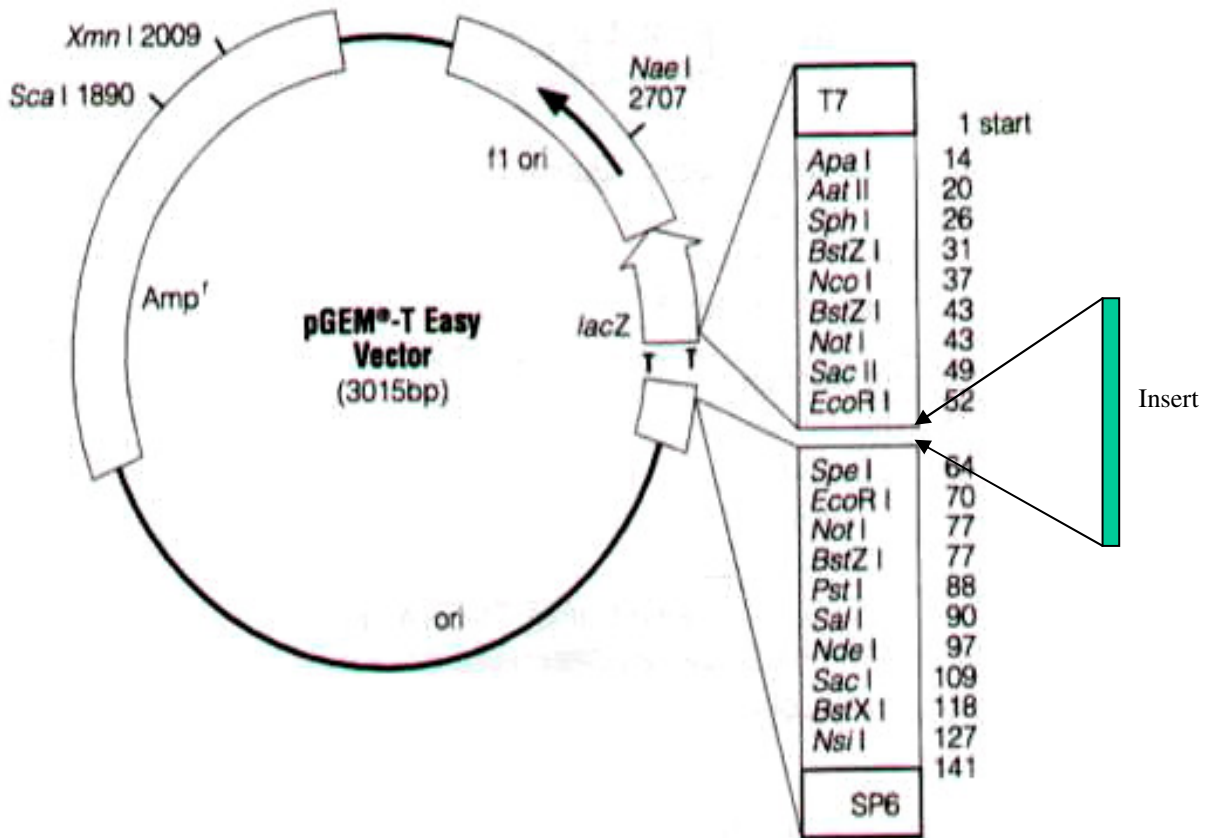 Xmn I 2009
Sca I 1890
Nae I
2707
f1 ori
Amp^r
pGEM®-T Easy
Vector
(3015bp)
lacZ
T T
ori
T7
1 start
Apa I 14
Aat II 20
Sph I 26
BstZ I 31
Nco I 37
BstZ I 43
Not I 43
Sac II 49
EcoR I 52
Spe I 64
EcoR I 70
Not I 77
BstZ I 77
Pst I 88
Sal I 90
Nde I 97
Sac I 109
BstX I 118
Nsi I 127
141
SP6
Insert